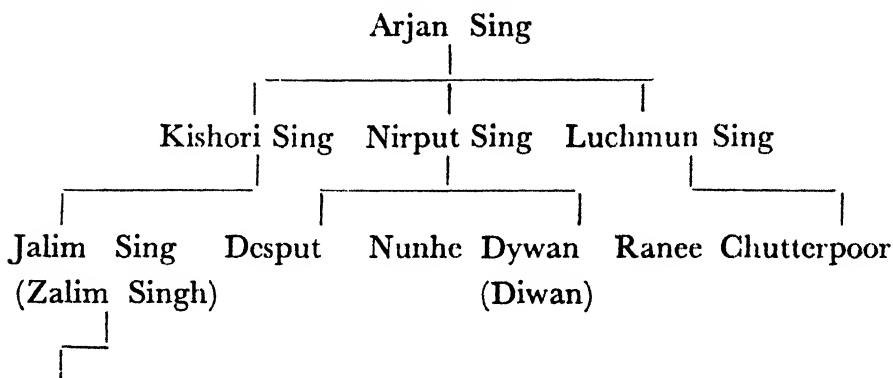 Arjan Sing
Kishori Sing Nirput Sing Luchmun Sing
Jalim Sing Desput Nunhe Dywan Ranee Chutterpoor
(Zalim Singh) (Diwan)